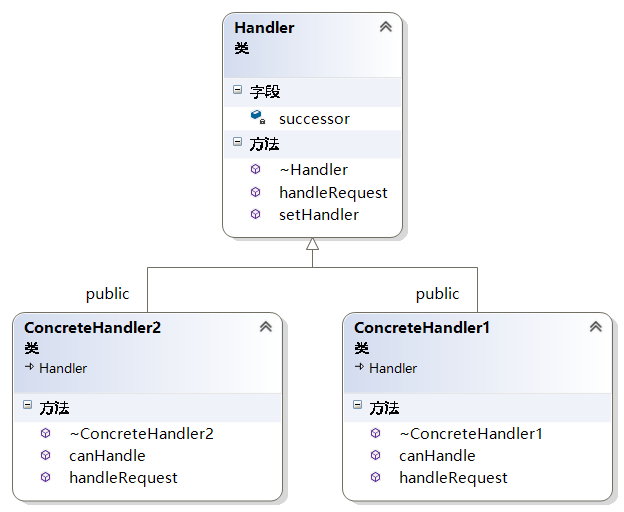 Handler
类
字段
successor
方法
~Handler
handleRequest
setHandler
public
public
ConcreteHandler2
类
Handler
方法
~ConcreteHandler2
canHandle
handleRequest
ConcreteHandler1
类
Handler
方法
~ConcreteHandler1
canHandle
handleRequest